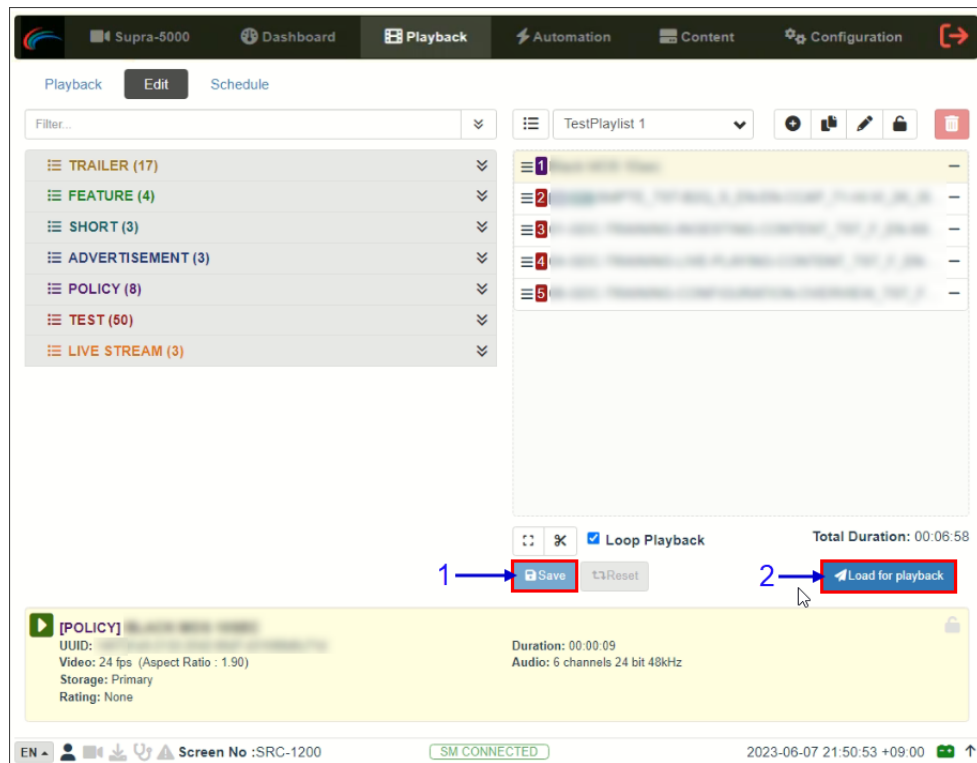 Supra-5000 Dashboard Playback Automation Content Configuration
Playback Edit Schedule
Filter... TestPlaylist 1
TRAILER (17)
FEATURE (4)
SHORT (3)
ADVERTISEMENT (3)
POLICY (8)
TEST (50)
LIVE STREAM (3)
1
2
3
4
5
Loop Playback Total Duration: 00:06:58
1 Save Reset 2 Load for playback
[POLICY]
UUID:
Video: 24 fps (Aspect Ratio : 1.90)
Storage: Primary
Rating: None
Duration: 00:00:09
Audio: 6 channels 24 bit 48kHz
EN Screen No :SRC-1200 SM CONNECTED 2023-06-07 21:50:53 +09:00